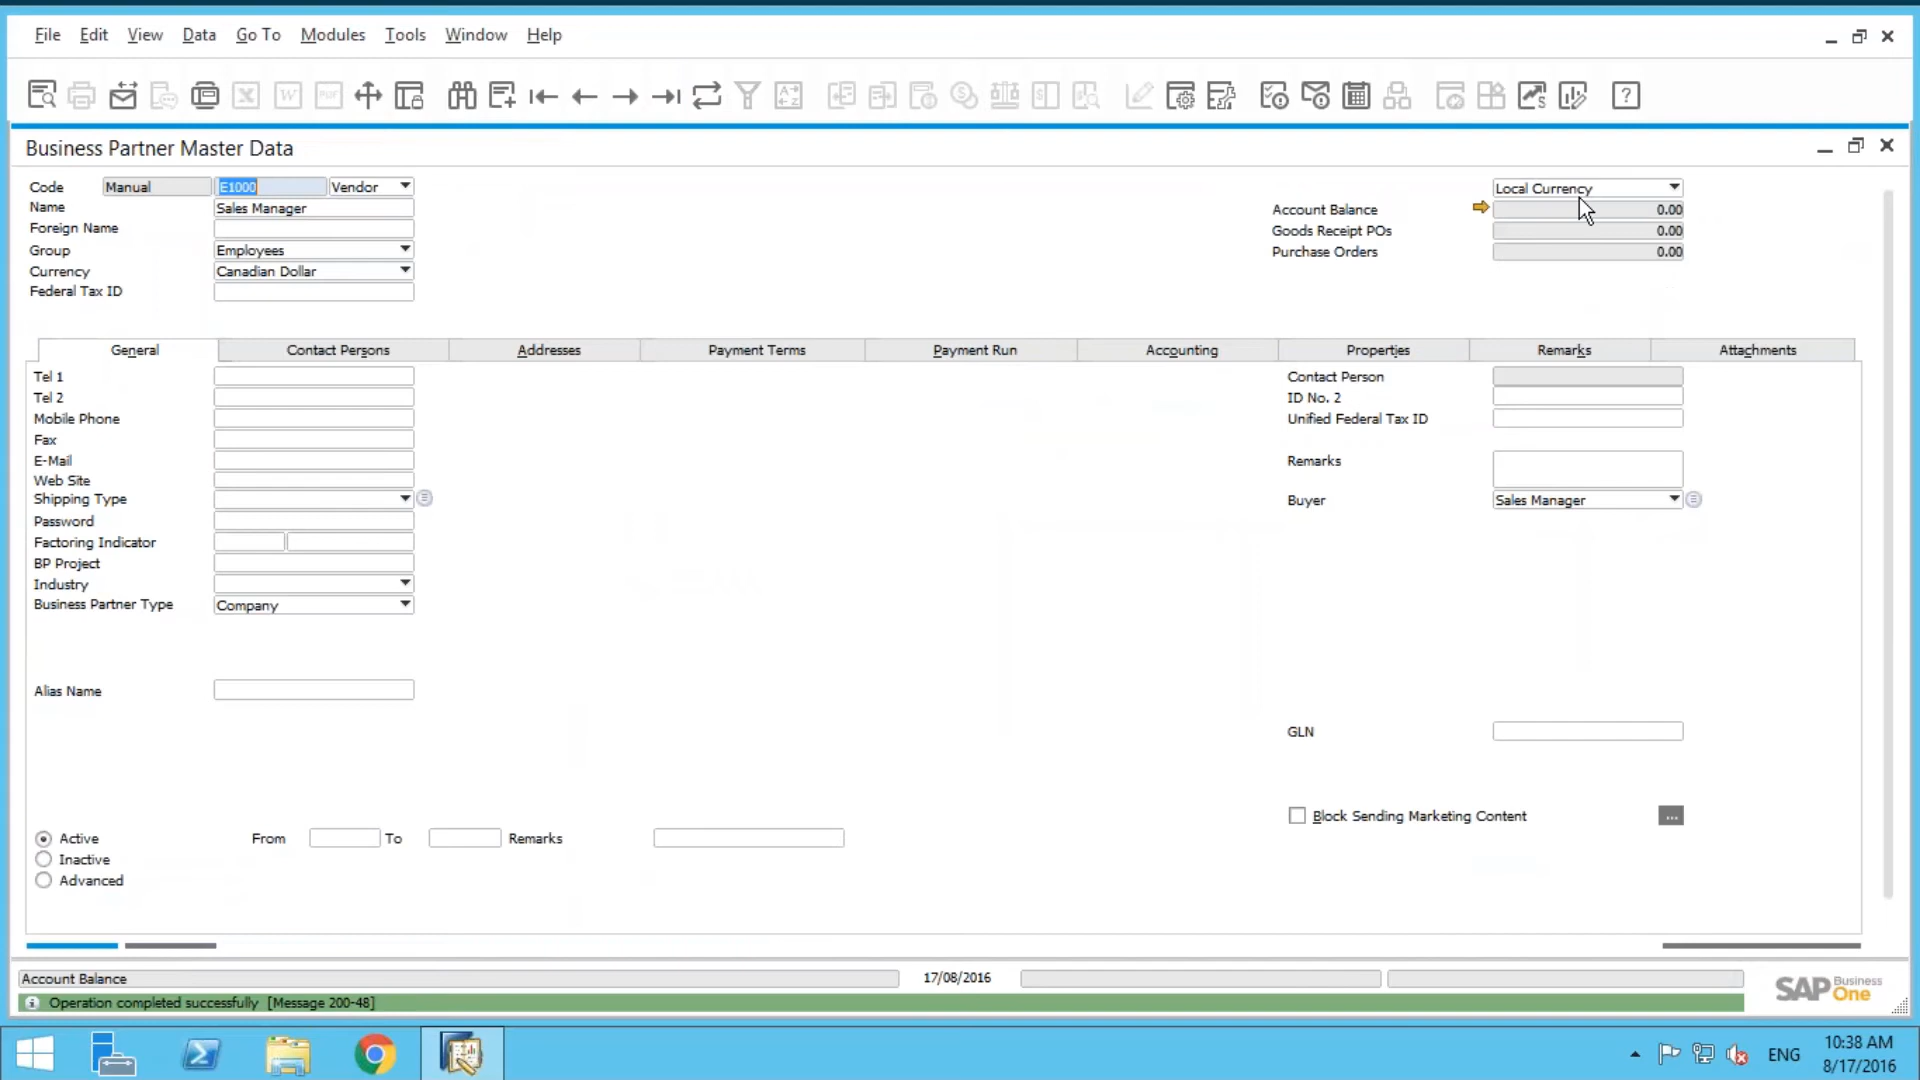 File Edit View Data Go To Modules Tools Window Help
Business Partner Master Data
Code Manual E1000 Vendor Local Currency
Name Sales Manager Account Balance 0.00
Foreign Name Goods Receipt POs 0.00
Group Employees Purchase Orders 0.00
Currency Canadian Dollar
Federal Tax ID
General Contact Persons Addresses Payment Terms Payment Run Accounting Properties Remarks Attachments
Tel 1 Contact Person
Tel 2 ID No. 2
Mobile Phone Unified Federal Tax ID
Fax
E-Mail Remarks
Web Site
Shipping Type Buyer Sales Manager
Password
Factoring Indicator
BP Project
Industry
Business Partner Type Company
Alias Name
GLN
Block Sending Marketing Content ...
Active From To Remarks
Inactive
Advanced
Account Balance 17/08/2016
SAP Business One
Operation completed successfully [Message 200-48]
ENG 10:38 AM
8/17/2016